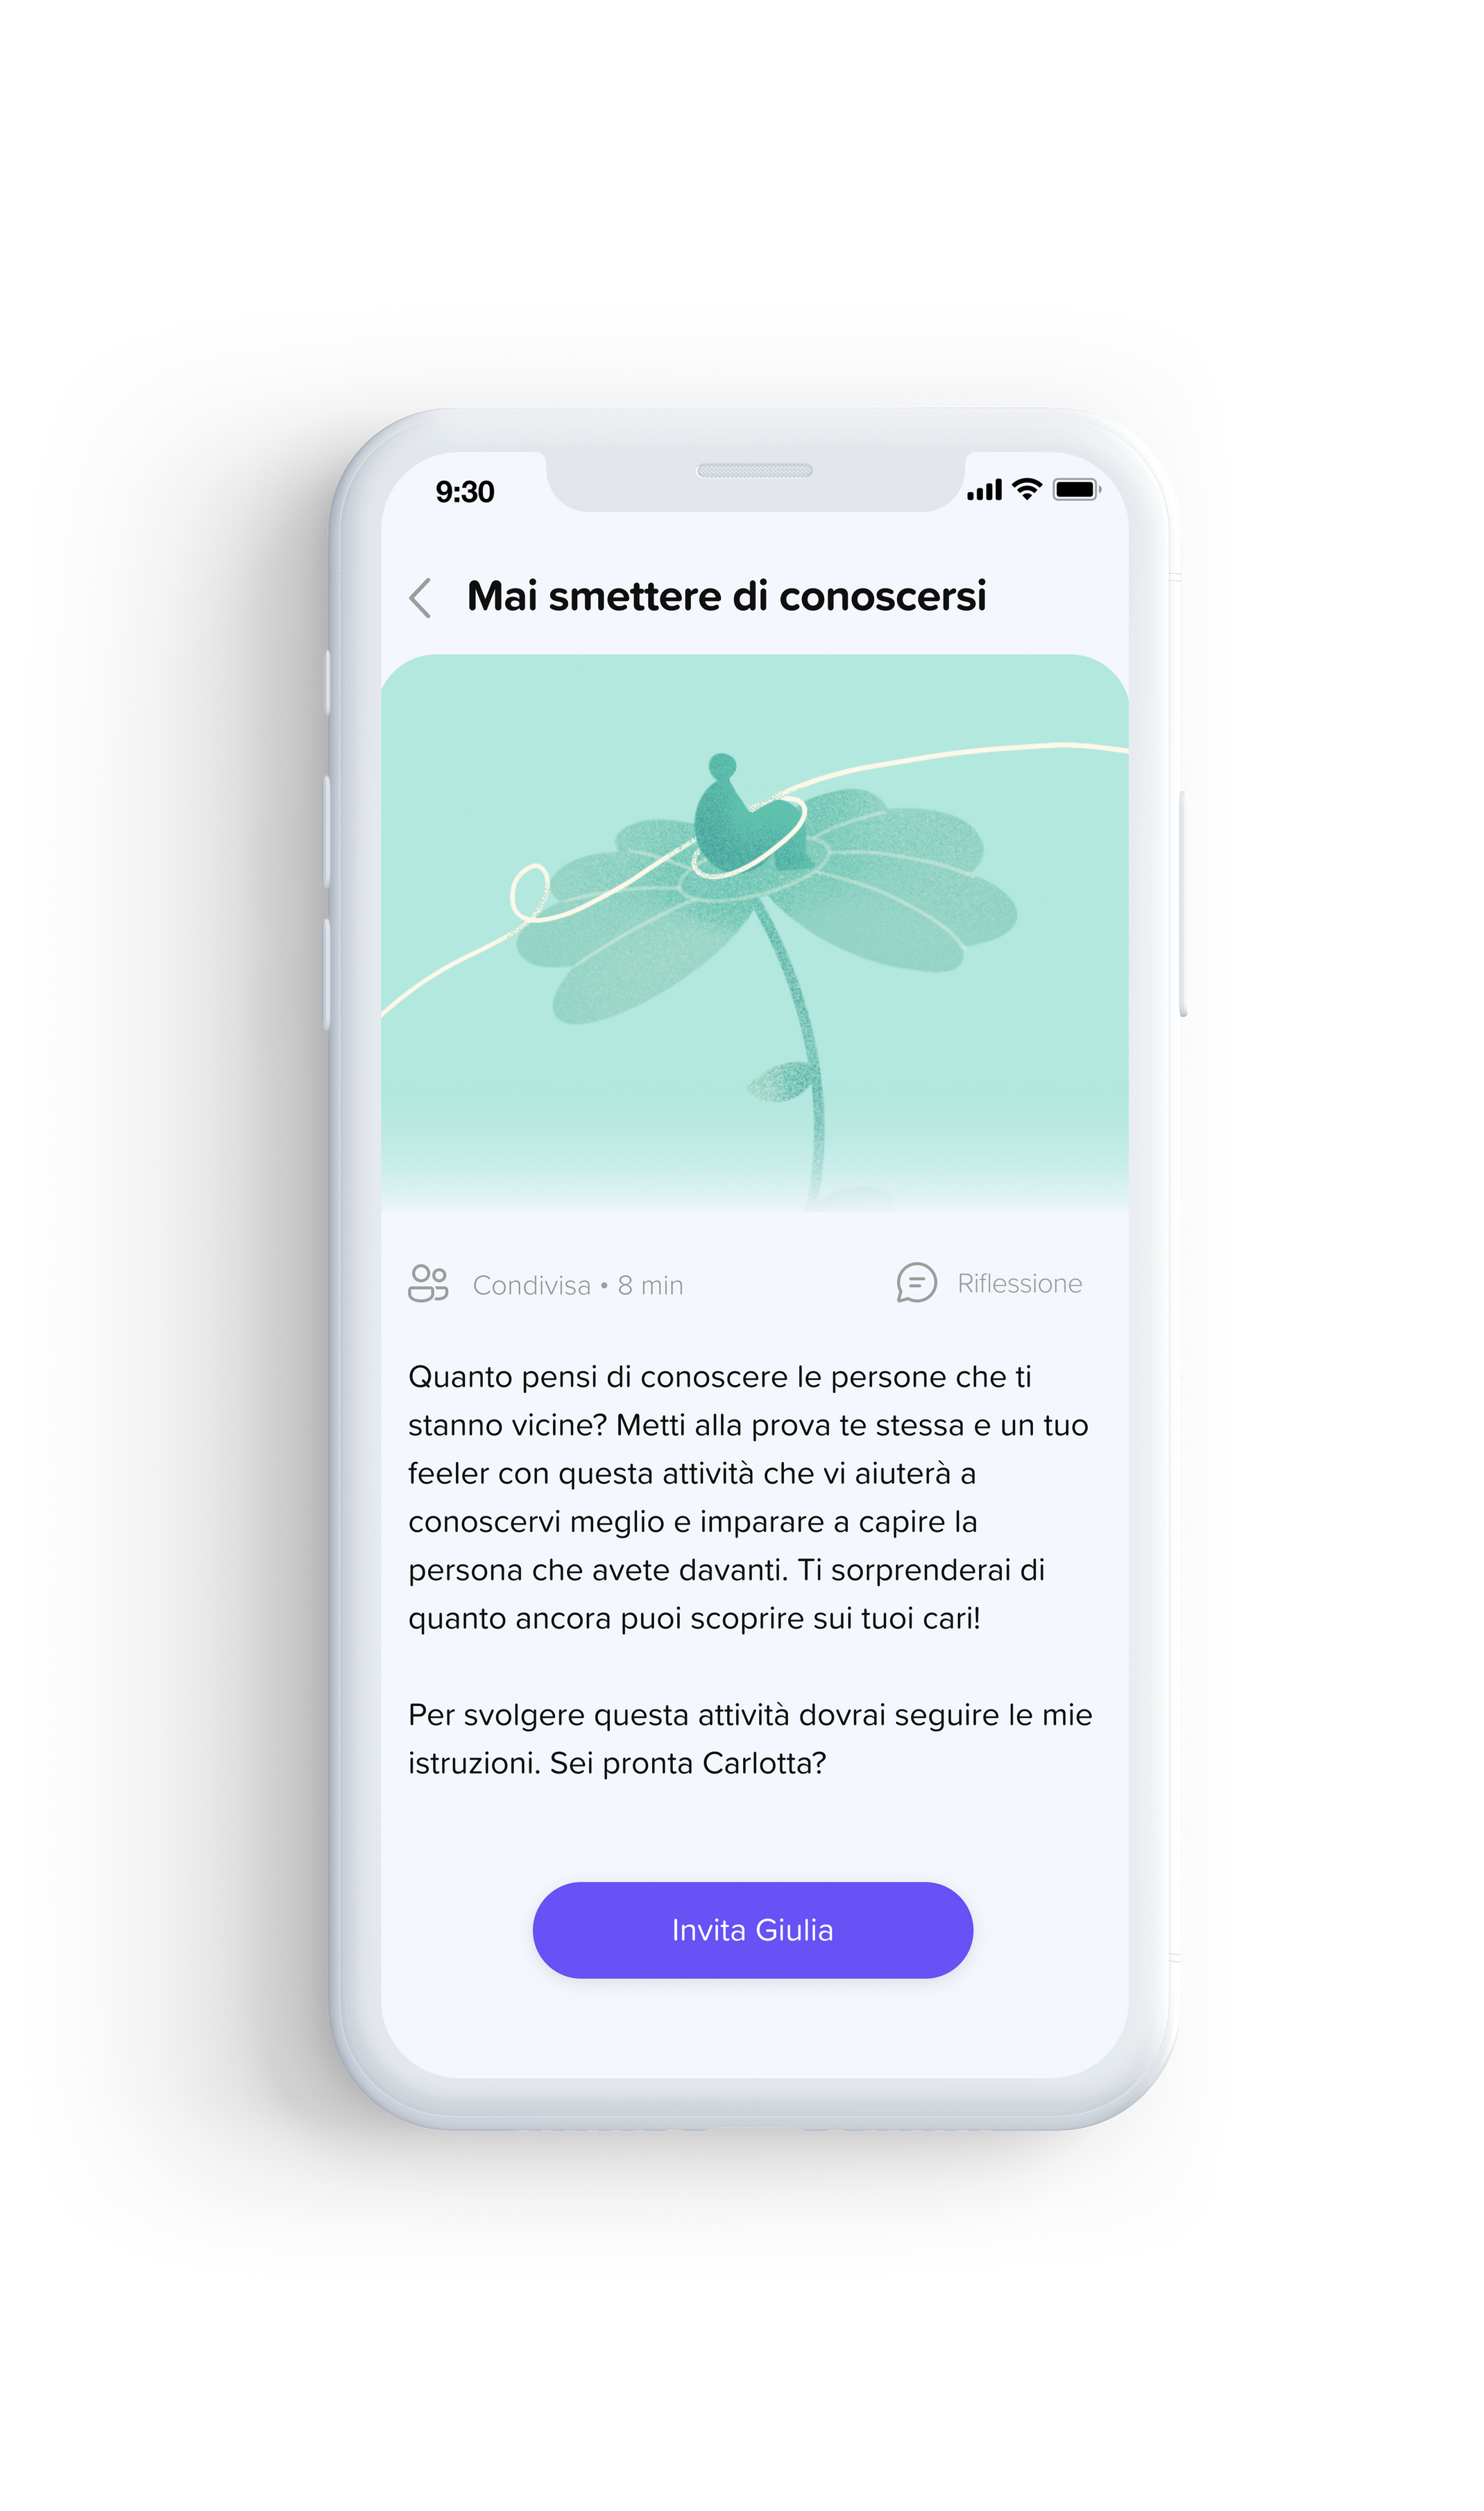 9:30
Mai smettere di conoscersi
Condivisa • 8 min
Riflessione
Quanto pensi di conoscere le persone che ti
stanno vicine? Metti alla prova te stessa e un tuo
feeler con questa attività che vi aiuterà a
conoscervi meglio e imparare a capire la
persona che avete davanti. Ti sorprenderai di
quanto ancora puoi scoprire sui tuoi cari!
Per svolgere questa attività dovrai seguire le mie
istruzioni. Sei pronta Carlotta?
Invita Giulia